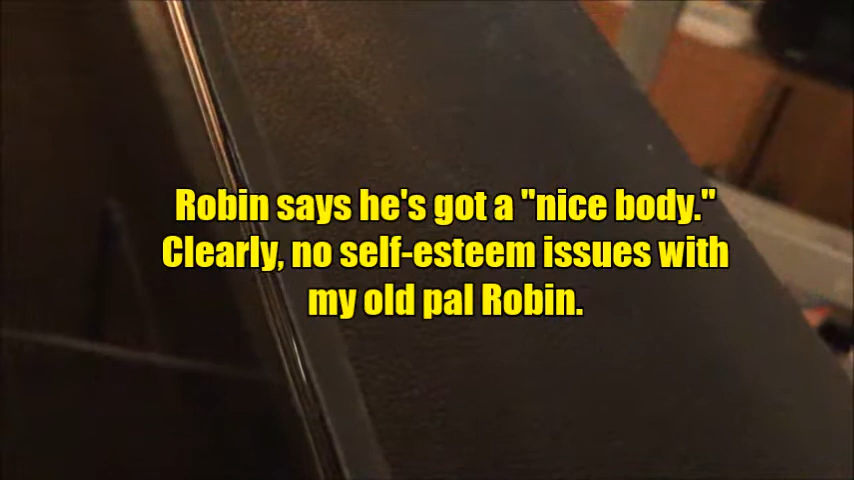 Robin says he's got a "nice body."
Clearly, no self-esteem issues with
my old pal Robin.